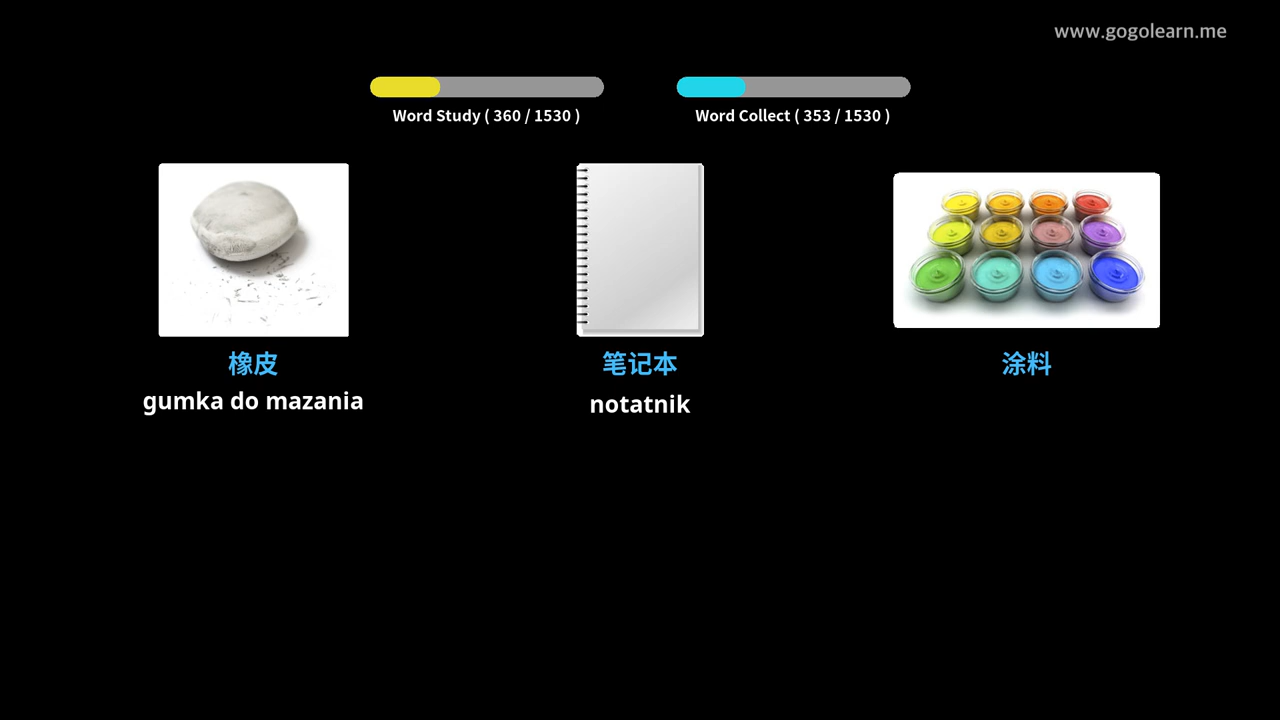 www.gogolearn.me
Word Study ( 360 / 1530 )
Word Collect ( 353 / 1530 )
橡皮
笔记本
涂料
gumka do mazania
notatnik